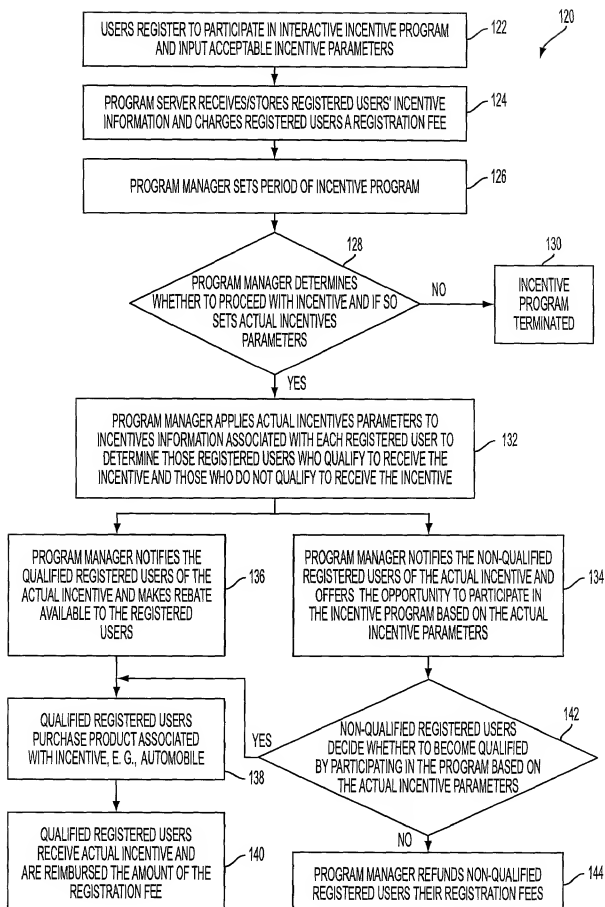 USERS REGISTER TO PARTICIPATE IN INTERACTIVE INCENTIVE PROGRAM
AND INPUT ACCEPTABLE INCENTIVE PARAMETERS
122
120
PROGRAM SERVER RECEIVES/STORES REGISTERED USERS' INCENTIVE
INFORMATION AND CHARGES REGISTERED USERS A REGISTRATION FEE
124
PROGRAM MANAGER SETS PERIOD OF INCENTIVE PROGRAM
126
128
PROGRAM MANAGER DETERMINES
WHETHER TO PROCEED WITH INCENTIVE AND IF SO
SETS ACTUAL INCENTIVES
PARAMETERS
NO
130
INCENTIVE
PROGRAM
TERMINATED
YES
PROGRAM MANAGER APPLIES ACTUAL INCENTIVES PARAMETERS TO
INCENTIVES INFORMATION ASSOCIATED WITH EACH REGISTERED USER TO
DETERMINE THOSE REGISTERED USERS WHO QUALIFY TO RECEIVE THE
INCENTIVE AND THOSE WHO DO NOT QUALIFY TO RECEIVE THE INCENTIVE
132
PROGRAM MANAGER NOTIFIES THE
QUALIFIED REGISTERED USERS OF THE
ACTUAL INCENTIVE AND MAKES REBATE
AVAILABLE TO THE REGISTERED
USERS
136
PROGRAM MANAGER NOTIFIES THE NON-QUALIFIED
REGISTERED USERS OF THE ACTUAL INCENTIVE AND
OFFERS THE OPPORTUNITY TO PARTICIPATE IN
THE INCENTIVE PROGRAM BASED ON THE ACTUAL
INCENTIVE PARAMETERS
134
QUALIFIED REGISTERED USERS
PURCHASE PRODUCT ASSOCIATED
WITH INCENTIVE, E. G., AUTOMOBILE
138
YES
NON-QUALIFIED REGISTERED USERS
DECIDE WHETHER TO BECOME QUALIFIED
BY PARTICIPATING IN THE PROGRAM BASED ON
THE ACTUAL INCENTIVE PARAMETERS
142
QUALIFIED REGISTERED USERS
RECEIVE ACTUAL INCENTIVE AND
ARE REIMBURSED THE AMOUNT OF THE
REGISTRATION FEE
140
NO
PROGRAM MANAGER REFUNDS NON-QUALIFIED
REGISTERED USERS THEIR REGISTRATION FEES
144